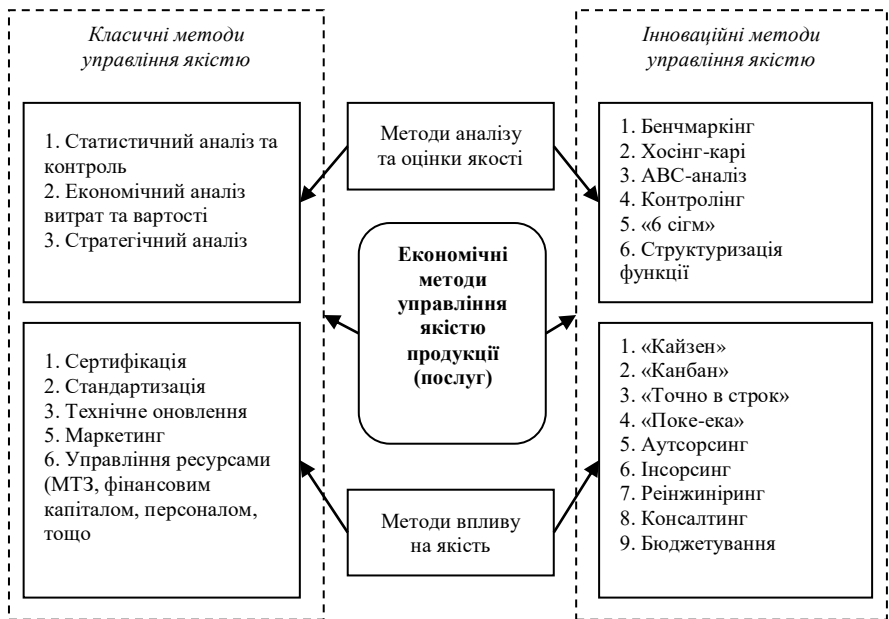 Класичні методи
управління якістю
1. Статистичний аналіз та
контроль
2. Економічний аналіз
витрат та вартості
3. Стратегічний аналіз
1. Сертифікація
2. Стандартизація
3. Технічне оновлення
5. Маркетинг
6. Управління ресурсами
(МТЗ, фінансовим
капіталом, персоналом,
тощо
Методи аналізу
та оцінки якості
Економічні
методи
управління
якістю
продукції
(послуг)
Методи впливу
на якість
Інноваційні методи
управління якістю
1. Бенчмаркінг
2. Хосінг-карі
3. АВС-аналіз
4. Контролінг
5. «6 сігм»
6. Структуризація
функції
1. «Кайзен»
2. «Канбан»
3. «Точно в строк»
4. «Поке-ека»
5. Аутсорсинг
6. Інсорсинг
7. Реінжиніринг
8. Консалтинг
9. Бюджетування